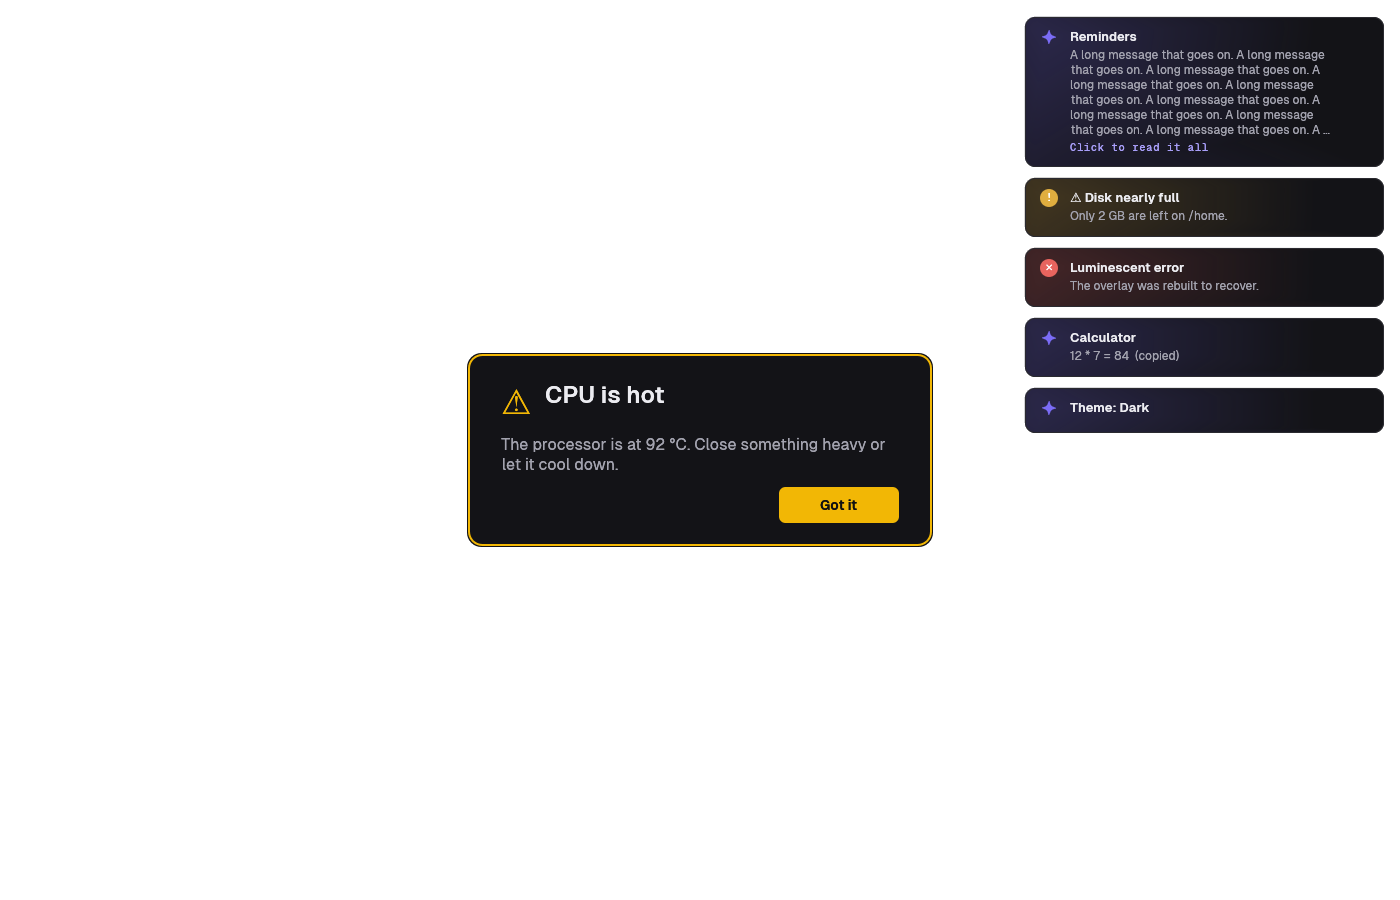 Reminders
A long message that goes on. A long message
that goes on. A long message that goes on. A
long message that goes on. A long message
that goes on. A long message that goes on. A
long message that goes on. A long message
that goes on. A long message that goes on. A ...
Click to read it all
⚠ Disk nearly full
Only 2 GB are left on /home.
Luminescent error
The overlay was rebuilt to recover.
Calculator
12 * 7 = 84 (copied)
Theme: Dark
CPU is hot
The processor is at 92 °C. Close something heavy or
let it cool down.
Got it